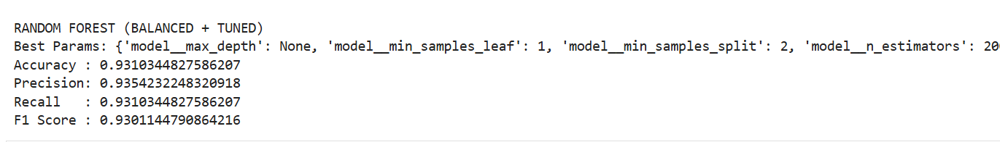 RANDOM FOREST (BALANCED + TUNED)
Best Params: {'model__max_depth': None, 'model__min_samples_leaf': 1, 'model__min_samples_split': 2, 'model__n_estimators': 20
Accuracy : 0.9310344827586207
Precision: 0.9354232248320918
Recall   : 0.9310344827586207
F1 Score : 0.9301144790864216